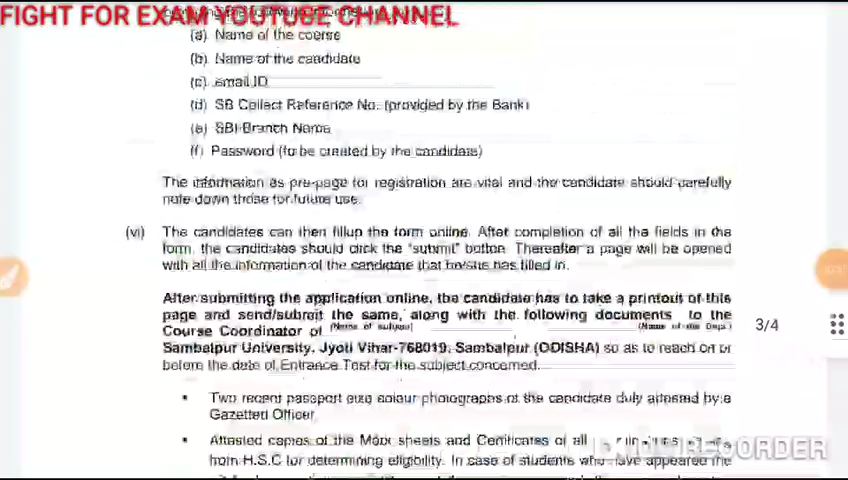 FIGHT FOR EXAM YOUTUBE CHANNEL
(a) Name of the course
(b) Name of the candidate
(c) email ID
(d) SB Collect Reference No. (provided by the Bank)
(e) SBI Branch Name
(f) Password (to be created by the candidate)
The information as pre-page for registration are vital and the candidate should carefully
note down those for future use.
(vi) The candidates can then fillup the form online. After completion of all the fields in the
form, the candidates should click the "submit" button. Thereafter a page will be opened
with all the information of the candidate that he/she has filled in.
After submitting the application online, the candidate has to take a printout of this
page and send/submit the same, along with the following documents to the
Course Coordinator of (Name of subject) (Name of the Dept.)
3/4
Sambalpur University, Jyoti Vihar-768019, Sambalpur (ODISHA) so as to reach on or
before the date of Entrance Test for the subject concerned.
• Two recent passport size colour photographs of the candidate duly attested by a
Gazetted Officer
• Attested copies of the Mark sheets and Certificates of all
RECORDER
from H.S.C for determining eligibility. In case of students who have appeared the